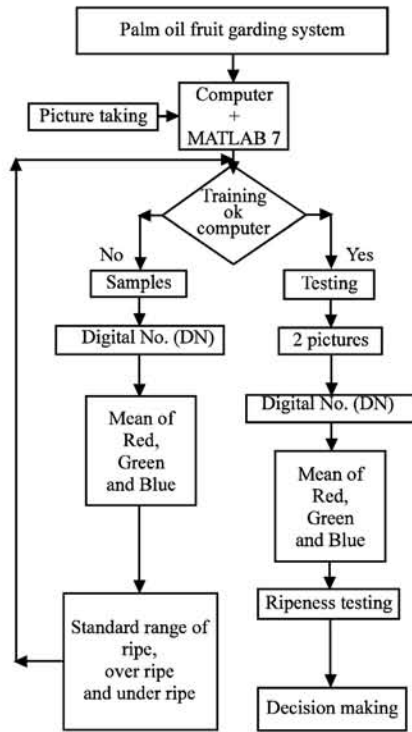 Palm oil fruit garding system
Computer
+
MATLAB 7
Picture taking
Training
ok
computer
No
Yes
Samples
Digital No. (DN)
Mean of
Red,
Green
and Blue
Standard range of
ripe,
over ripe
and under ripe
Testing
2 pictures
Digital No. (DN)
Mean of
Red,
Green
and Blue
Ripeness testing
Decision making